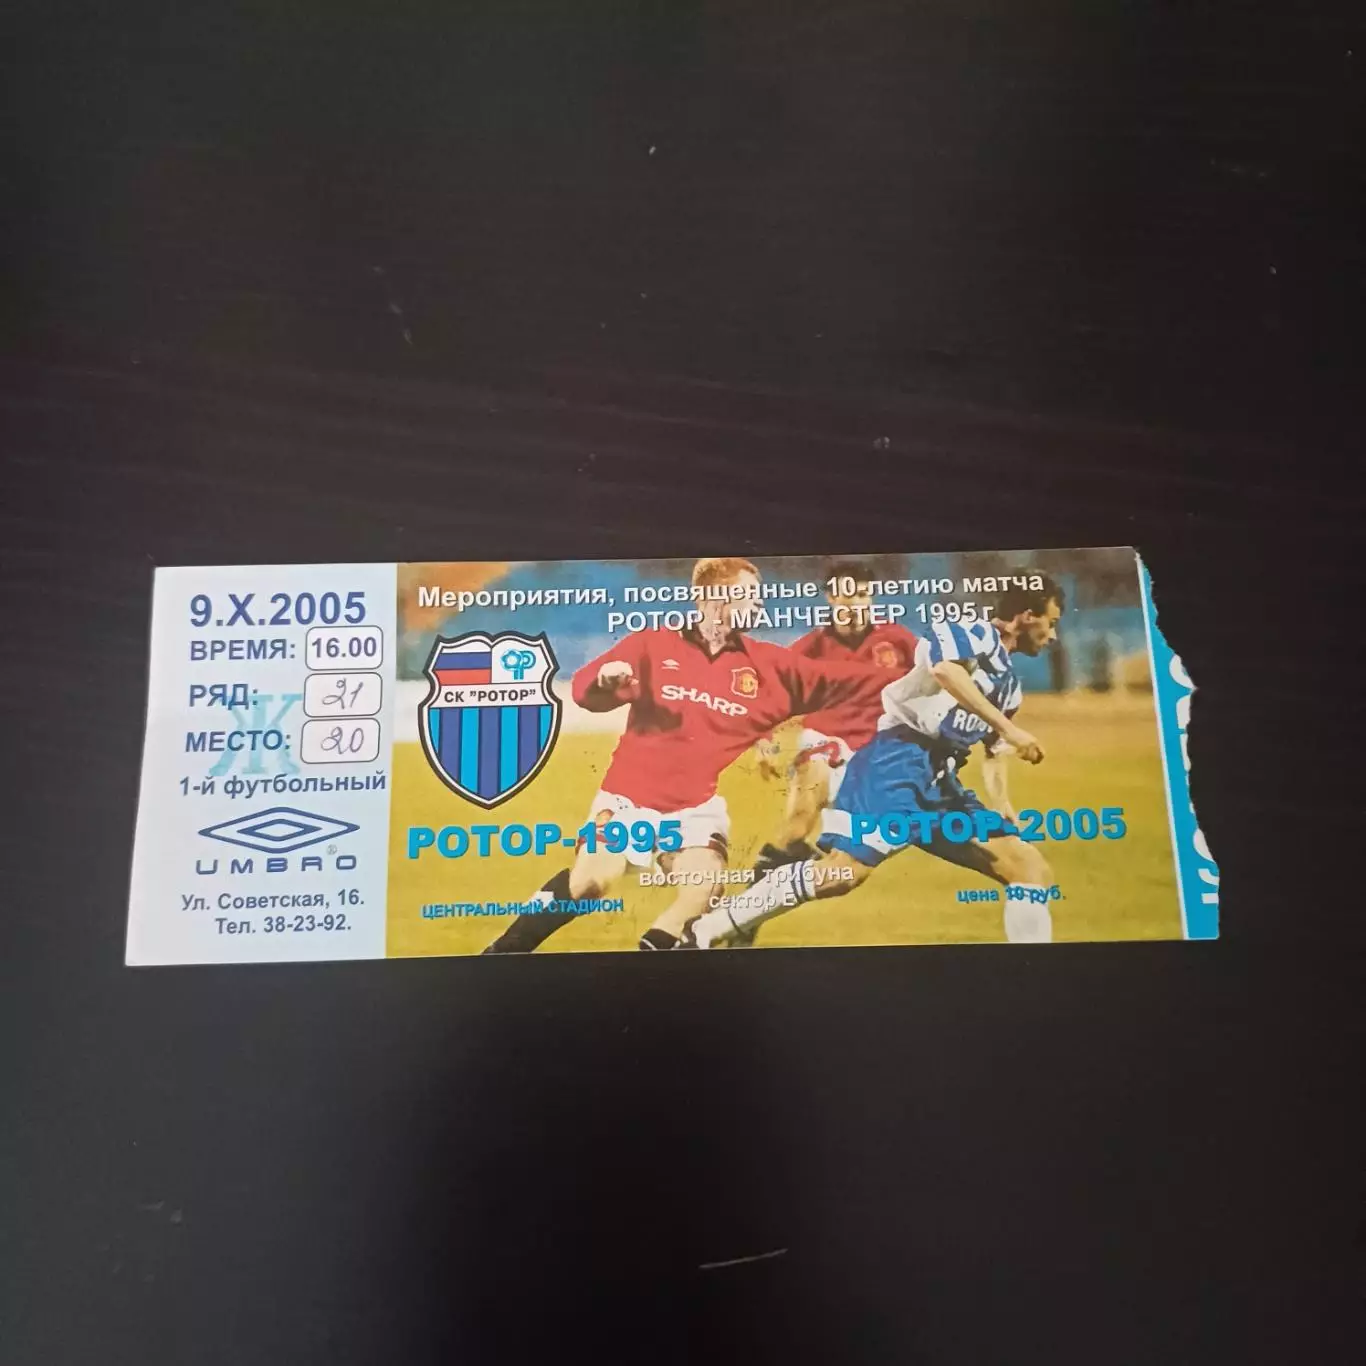 9.X.2005
ВРЕМЯ: 16.00
РЯД: 21
МЕСТО: 20
Ж
1-й футбольный
UMBRO®
Ул. Советская, 16.
Тел. 38-23-92.
Мероприятия, посвященные 10-летию матча
РОТОР - МАНЧЕСТЕР 1995 г
СК "РОТОР"
SHARP
РОТОР-1995
РОТОР-2005
восточная трибуна
сектор Е
ЦЕНТРАЛЬНЫЙ СТАДИОН
цена 10 руб.